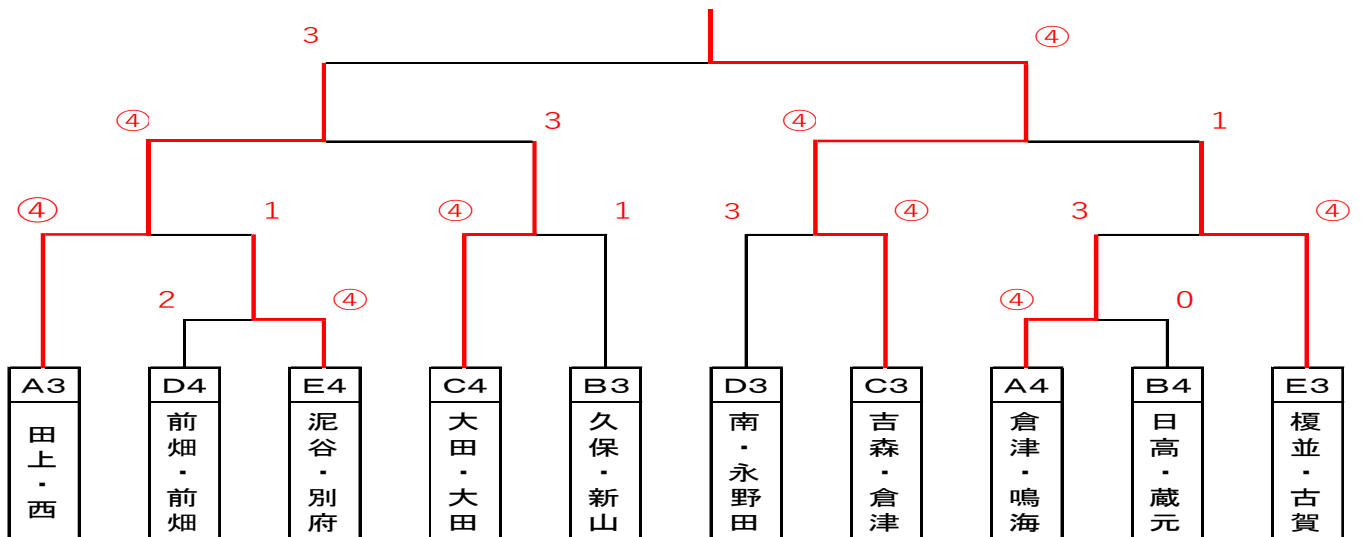 3 ④
④ 3 ④ 1
④ 1 ④ 1 3 ④ 3 ④
2 ④ ④ 0
A3 D4 E4 C4 B3 D3 C3 A4 B4 E3
田上・西
前畑・前畑
泥谷・別府
大田・大田
久保・新山
南・永野田
吉森・倉津
倉津・鳴海
日高・蔵元
榎並・古賀